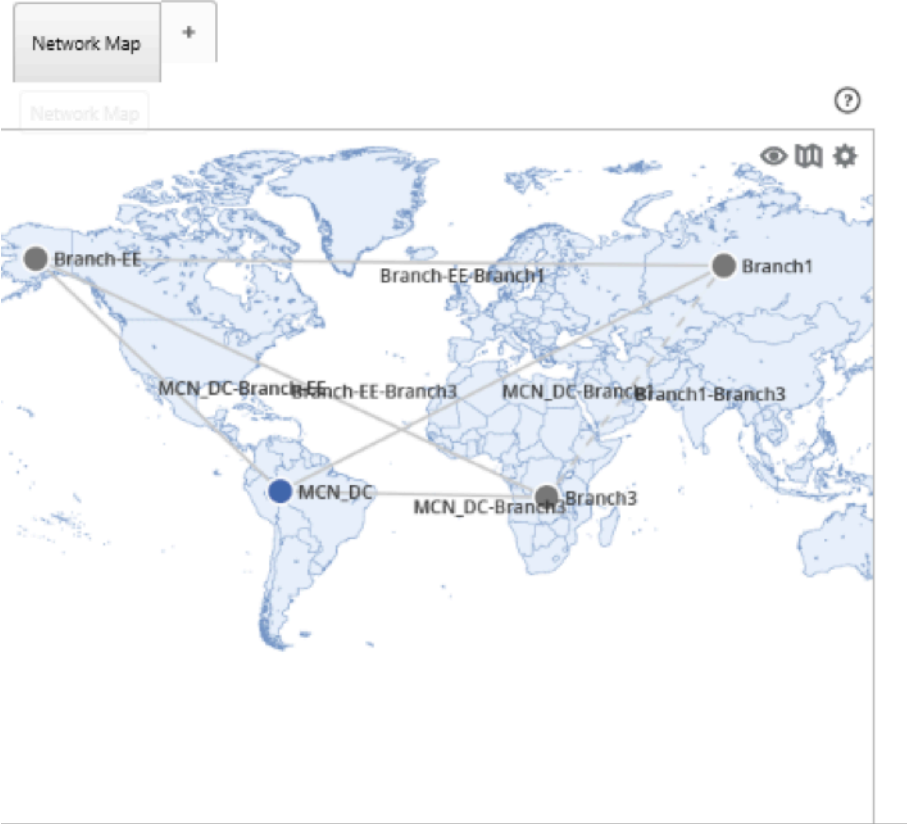 Network Map
+
Network Map
?
Branch-EE
Branch-EE-Branch1
Branch1
MCN_DC-Branch-EE
Branch-EE-Branch3
MCN_DC-Branch1
Branch1-Branch3
MCN_DC
MCN_DC-Branch3
Branch3